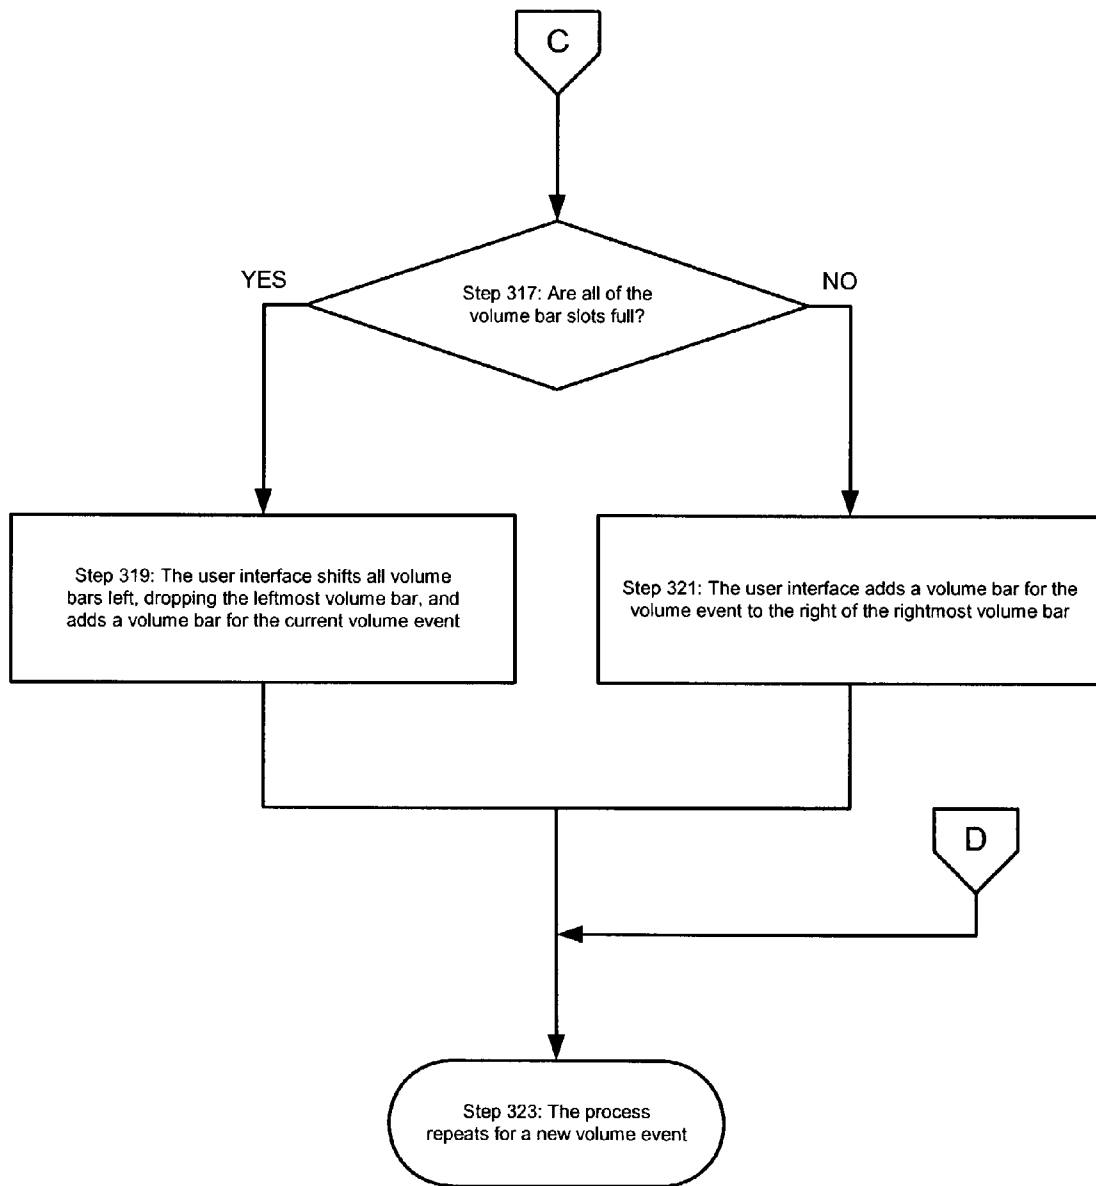 C
YES
NO
Step 317: Are all of the
volume bar slots full?
Step 319: The user interface shifts all volume
bars left, dropping the leftmost volume bar, and
adds a volume bar for the current volume event
Step 321: The user interface adds a volume bar for the
volume event to the right of the rightmost volume bar
D
Step 323: The process
repeats for a new volume event